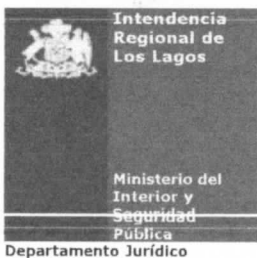 Intendencia
Regional de
Los Lagos
Ministerio del
Interior y
Seguridad
Pública
Departamento Jurídico